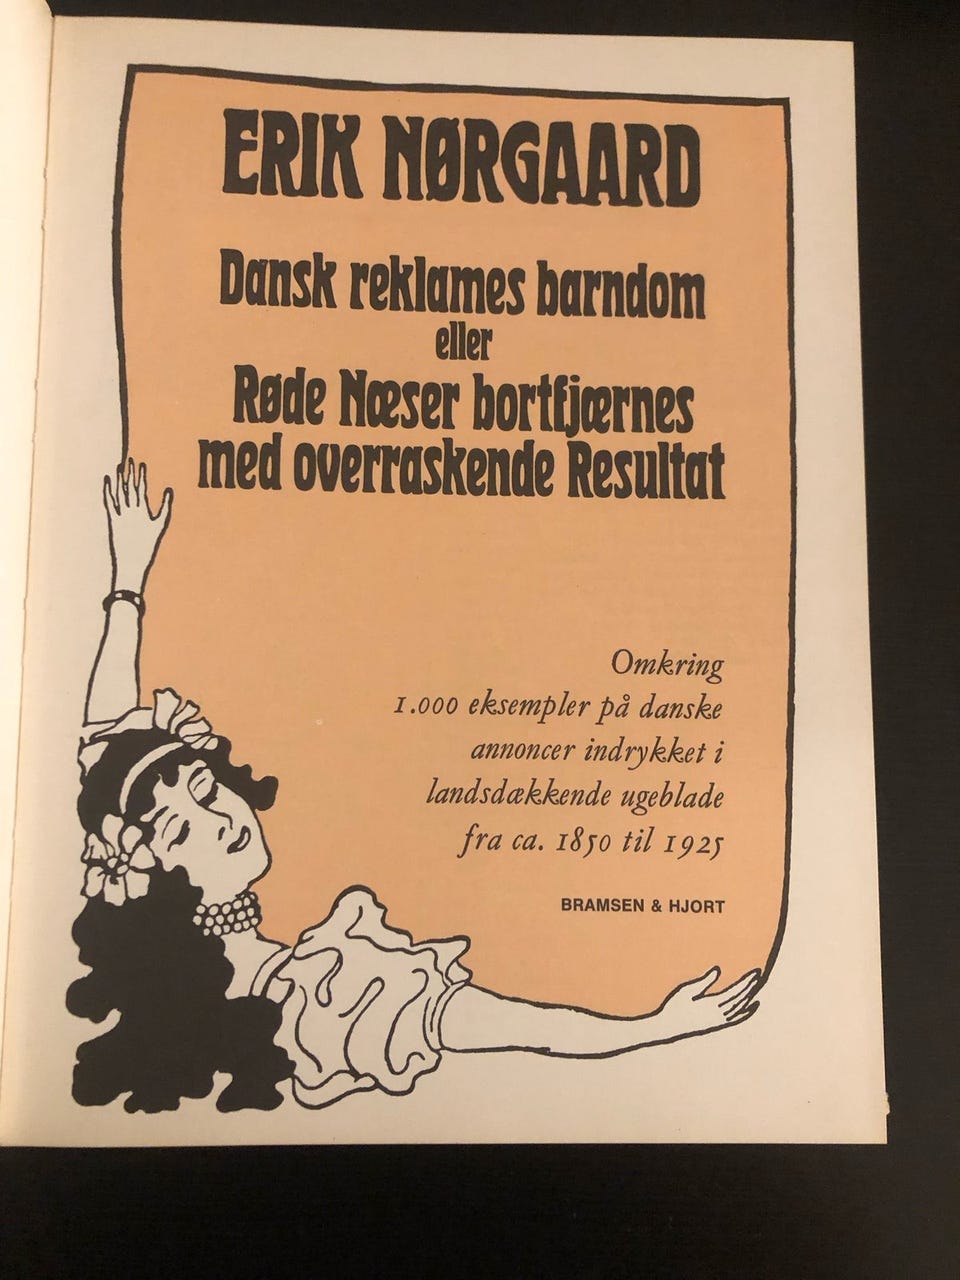 ERIK NØRGAARD
Dansk reklames barndom
eller
Røde Næser bortfjærnes
med overraskende Resultat
Omkring
1.000 eksempler på danske
annoncer indrykket i
landsdækkende ugeblade
fra ca. 1850 til 1925
BRAMSEN & HJORT